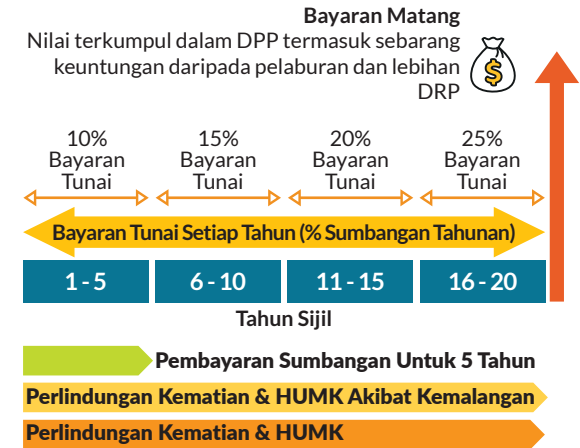 Bayaran Matang
Nilai terkumpul dalam DPP termasuk sebarang
keuntungan daripada pelaburan dan lebihan
DRP
$
10%
Bayaran
Tunai
15%
Bayaran
Tunai
20%
Bayaran
Tunai
25%
Bayaran
Tunai
Bayaran Tunai Setiap Tahun (% Sumbangan Tahunan)
1 - 5
6 - 10
11 - 15
16 - 20
Tahun Sijil
Pembayaran Sumbangan Untuk 5 Tahun
Perlindungan Kematian & HUMK Akibat Kemalangan
Perlindungan Kematian & HUMK